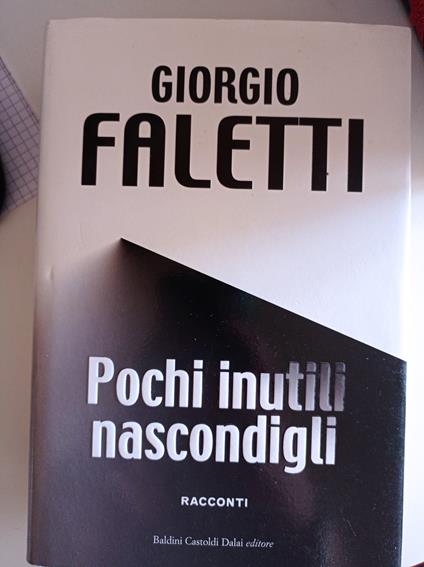 GIORGIO
FALETTI
Pochi inutili
nascondigli
RACCONTI
Baldini Castoldi Dalai editore